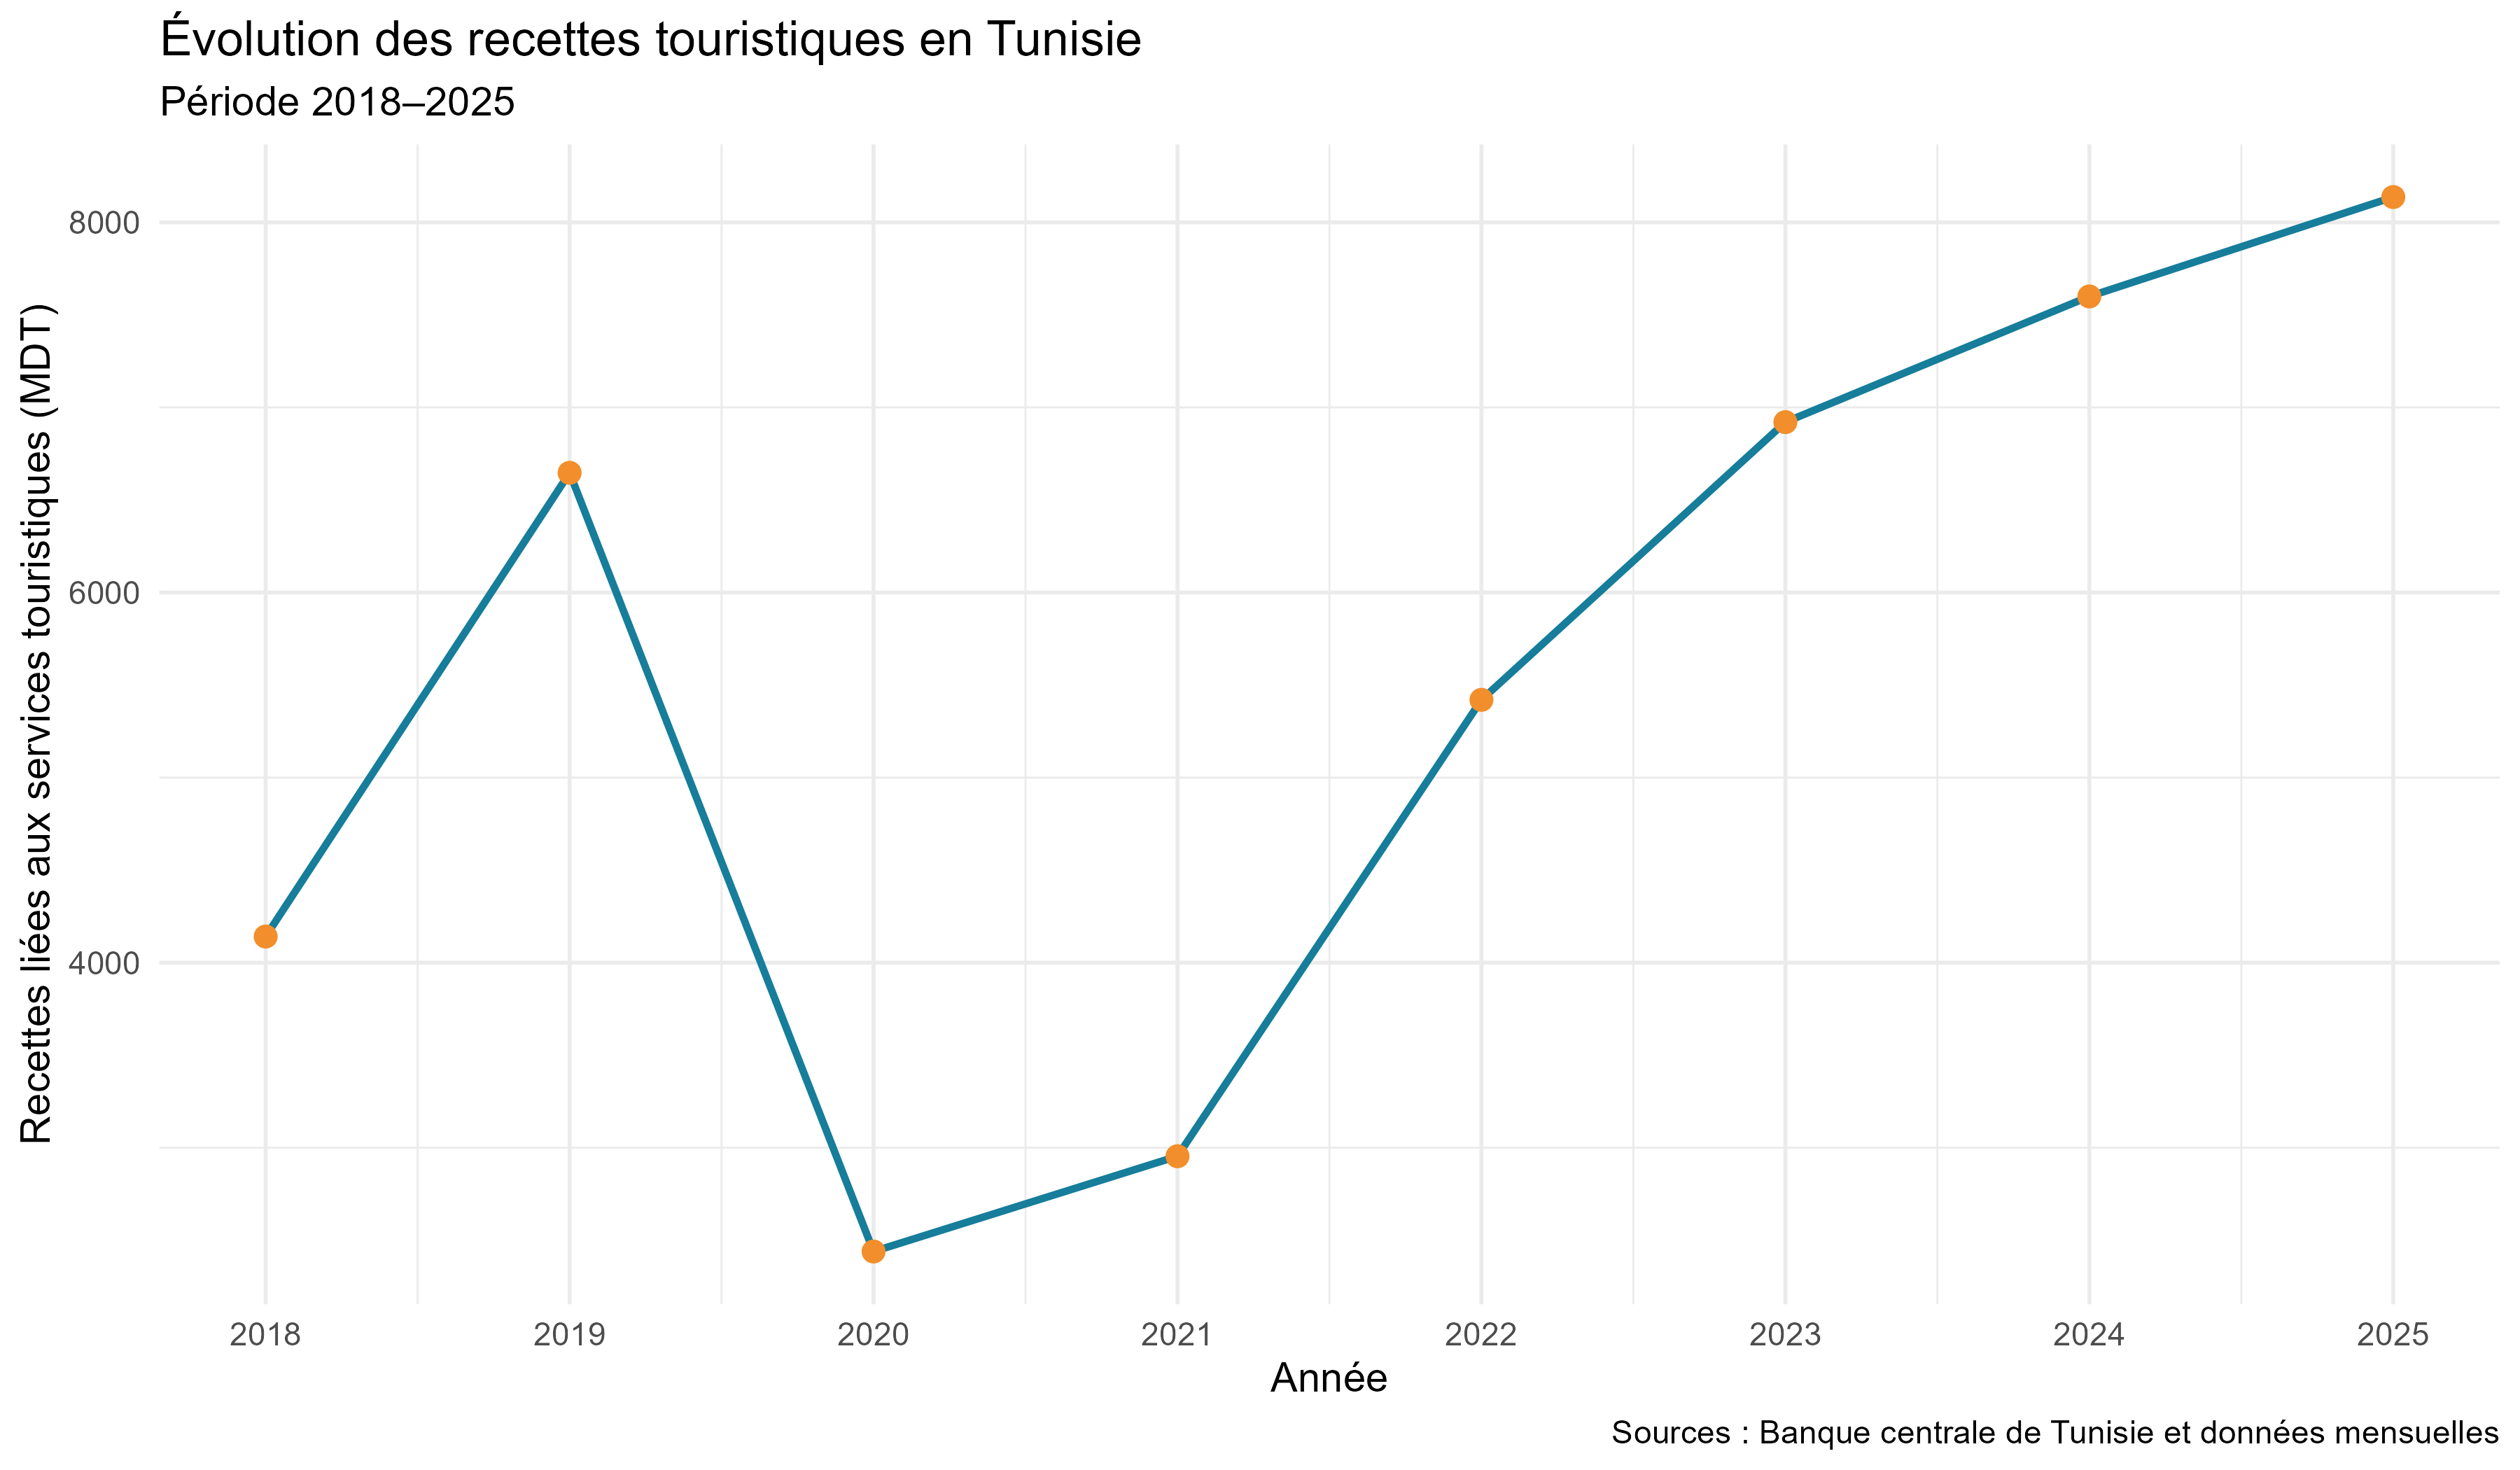 Évolution des recettes touristiques en Tunisie
Période 2018–2025
Recettes liées aux services touristiques (MDT)
8000
6000
4000
2018 2019 2020 2021 2022 2023 2024 2025
Année
Sources : Banque centrale de Tunisie et données mensuelles